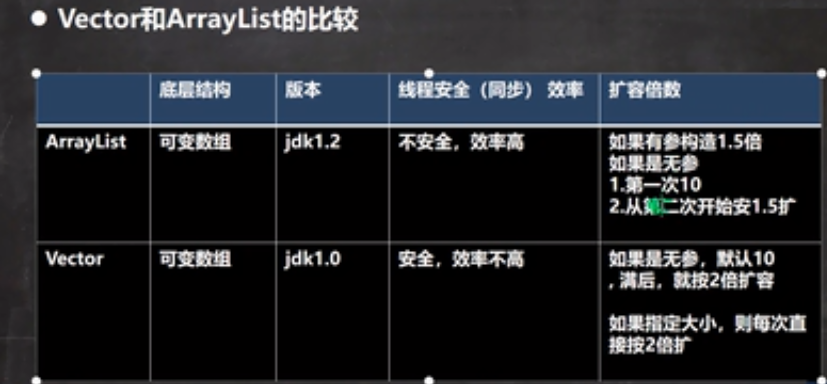 ● Vector和ArrayList的比较
底层结构 版本 线程安全（同步） 效率 扩容倍数
ArrayList 可变数组 jdk1.2 不安全，效率高 如果有参构造1.5倍
如果是无参
1.第一次10
2.从第二次开始安1.5扩
Vector 可变数组 jdk1.0 安全，效率不高 如果是无参，默认10
, 满后，就按2倍扩容
如果指定大小，则每次直
接按2倍扩